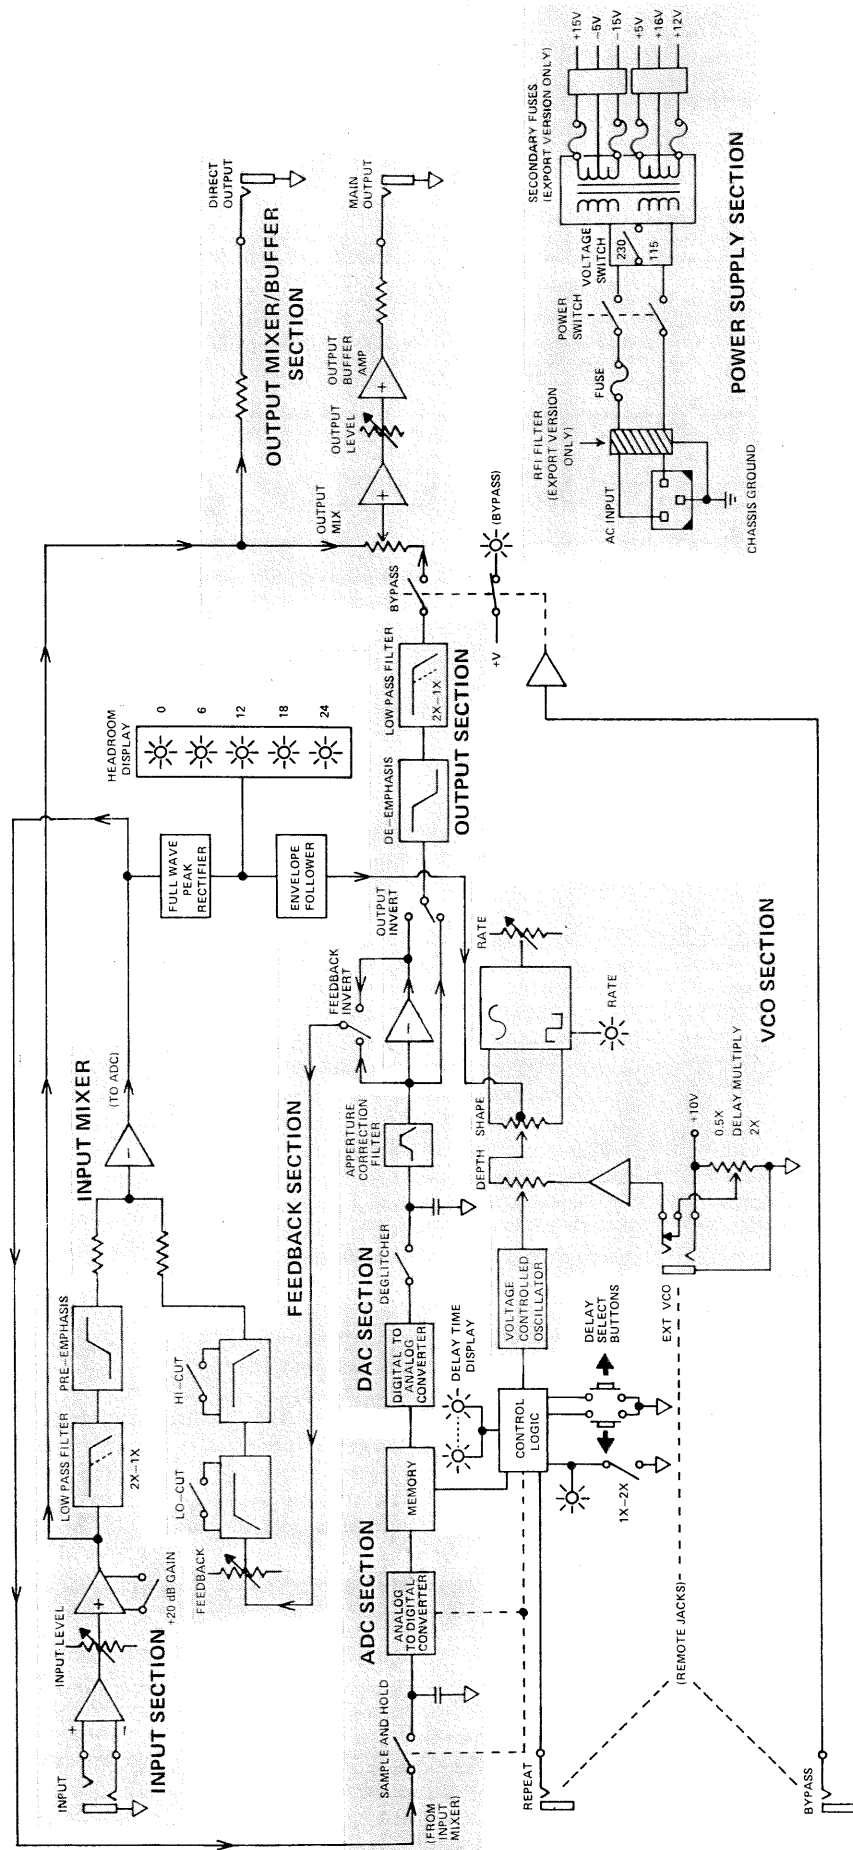 INPUT
+
−
INPUT LEVEL
+
+20 dB GAIN
INPUT SECTION
LOW PASS FILTER
2X–1X
PRE–EMPHASIS
INPUT MIXER
−
(TO ADC)
FEEDBACK
LO–CUT
HI–CUT
FEEDBACK SECTION
FULL WAVE
PEAK
RECTIFIER
ENVELOPE
FOLLOWER
HEADROOM
DISPLAY
0
6
12
18
24
DIRECT
OUTPUT
OUTPUT MIXER/BUFFER
SECTION
OUTPUT
MIX
+
OUTPUT
LEVEL
OUTPUT
BUFFER
AMP
+
MAIN
OUTPUT
(FROM
INPUT
MIXER)
SAMPLE AND HOLD
ADC SECTION
ANALOG
TO DIGITAL
CONVERTER
MEMORY
DAC SECTION
DIGITAL TO
ANALOG
CONVERTER
DEGLITCHER
APPERTURE
CORRECTION
FILTER
FEEDBACK
INVERT
−
OUTPUT
INVERT
DE–EMPHASIS
LOW PASS FILTER
2X–1X
OUTPUT SECTION
BYPASS
+V
(BYPASS)
DELAY TIME
DISPLAY
CONTROL
LOGIC
VOLTAGE
CONTROLLED
OSCILLATOR
DEPTH
SHAPE
RATE
RATE
1X–2X
DELAY
SELECT
BUTTONS
EXT VCO
+10V
0.5X
DELAY MULTIPLY
2X
VCO SECTION
REPEAT
(REMOTE JACKS)
BYPASS
AC INPUT
RFI FILTER
(EXPORT VERSION
ONLY)
CHASSIS GROUND
FUSE
POWER
SWITCH
VOLTAGE
SWITCH
230
115
SECONDARY FUSES
(EXPORT VERSION ONLY)
+15V
−5V
−15V
+5V
+16V
+12V
POWER SUPPLY SECTION